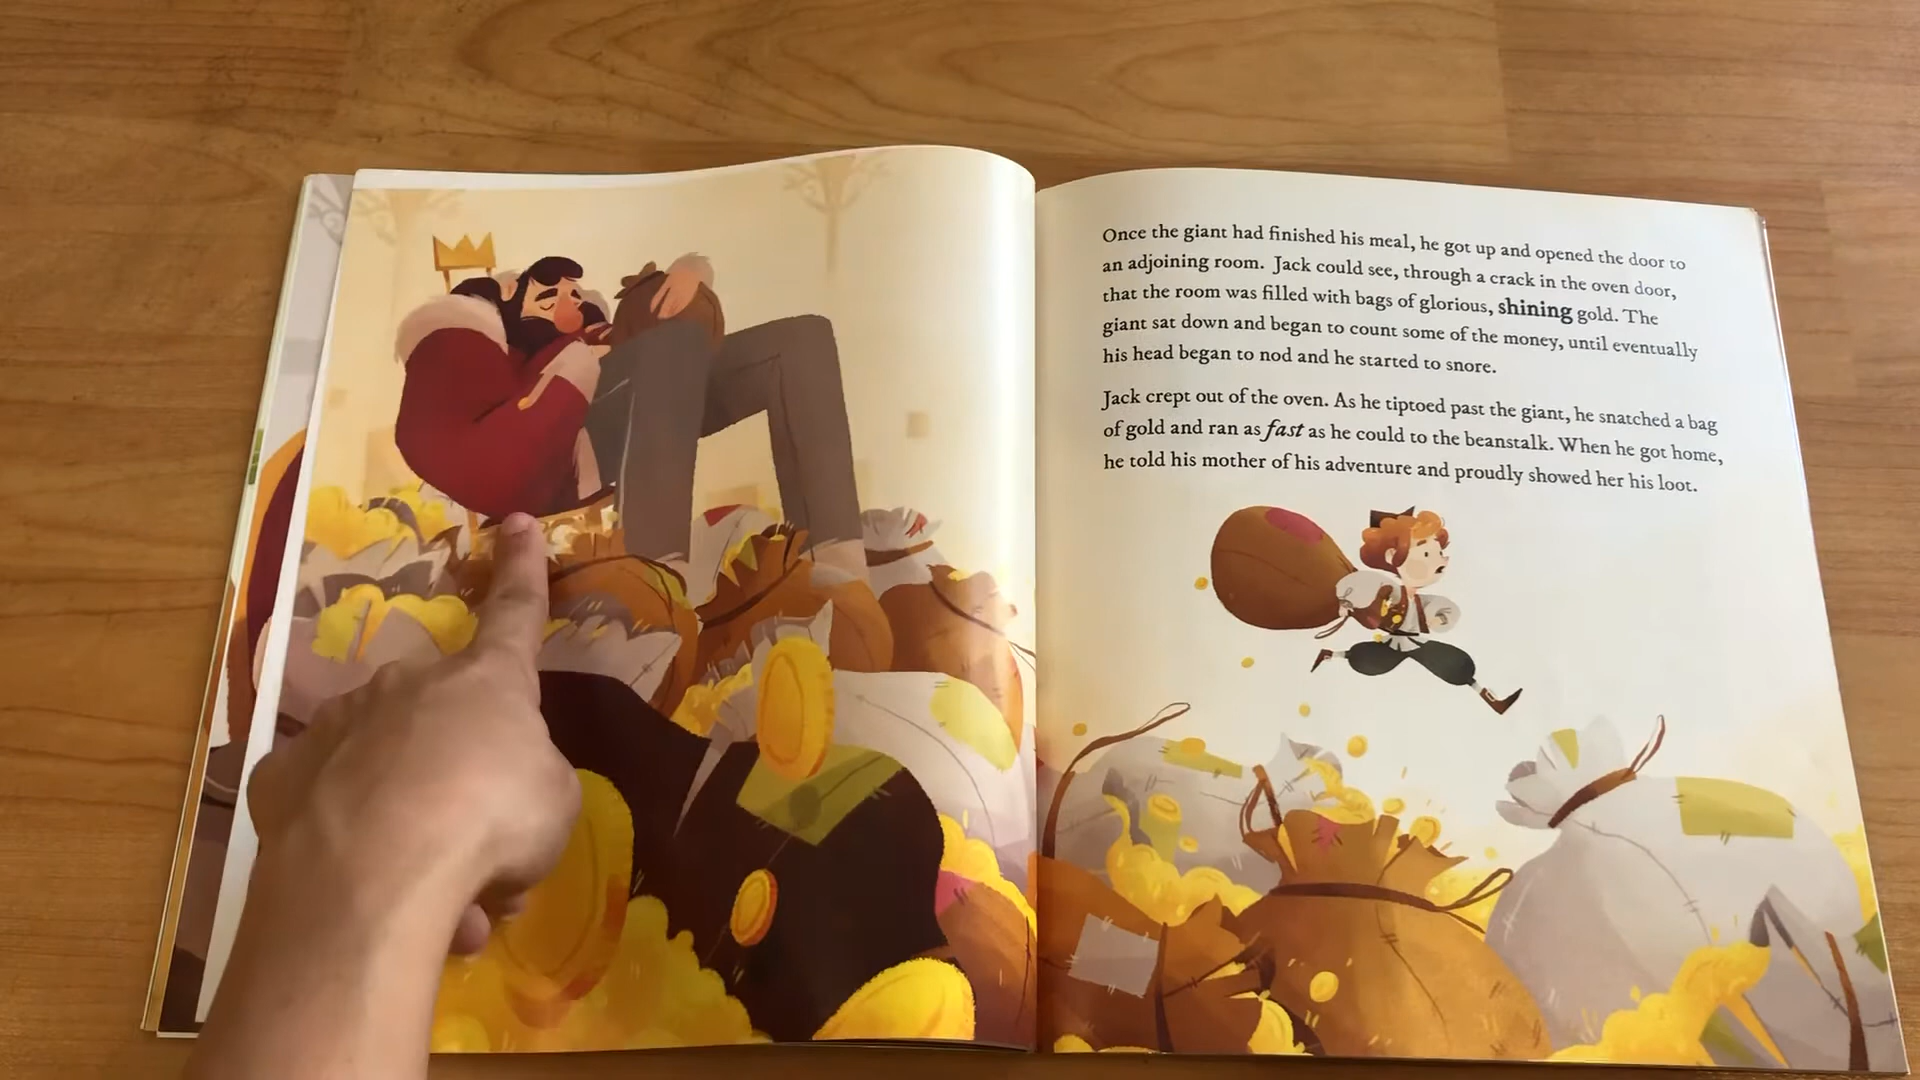 Once the giant had finished his meal, he got up and opened the door to
an adjoining room. Jack could see, through a crack in the oven door,
that the room was filled with bags of glorious, shining gold. The
giant sat down and began to count some of the money, until eventually
his head began to nod and he started to snore.
Jack crept out of the oven. As he tiptoed past the giant, he snatched a bag
of gold and ran as fast as he could to the beanstalk. When he got home,
he told his mother of his adventure and proudly showed her his loot.